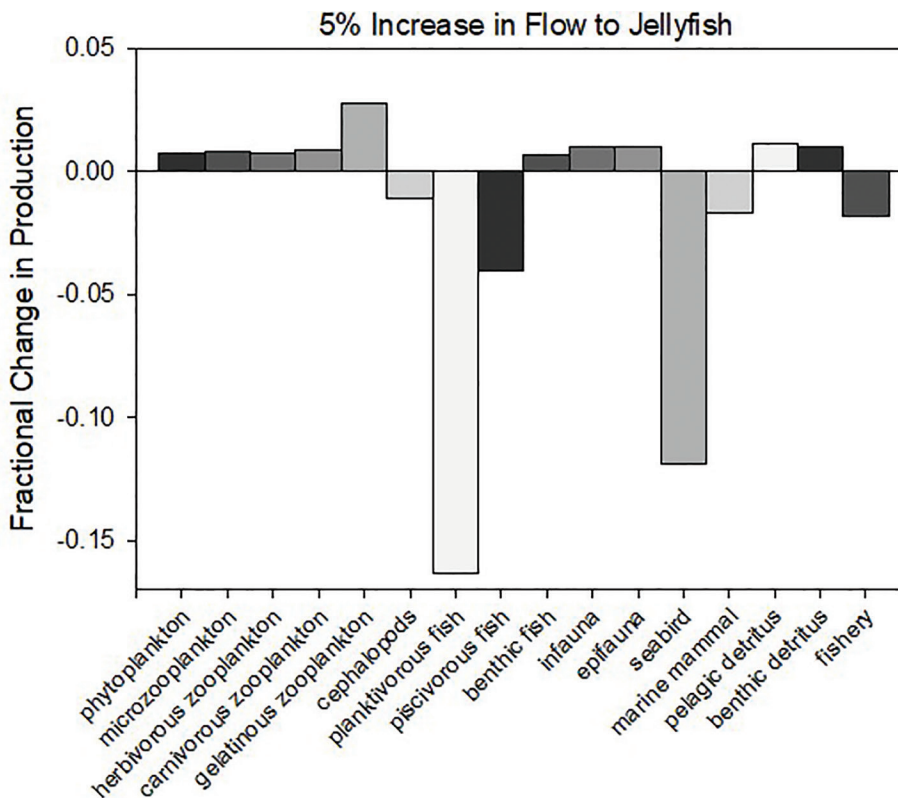 5% Increase in Flow to Jellyfish
Fractional Change in Production
0.05
0.00
-0.05
-0.10
-0.15
phytoplankton
microzooplankton
herbivorous zooplankton
carnivorous zooplankton
gelatinous zooplankton
cephalopods
planktivorous fish
piscivorous fish
benthic fish
infauna
epifauna
seabird
marine mammal
pelagic detritus
benthic detritus
fishery